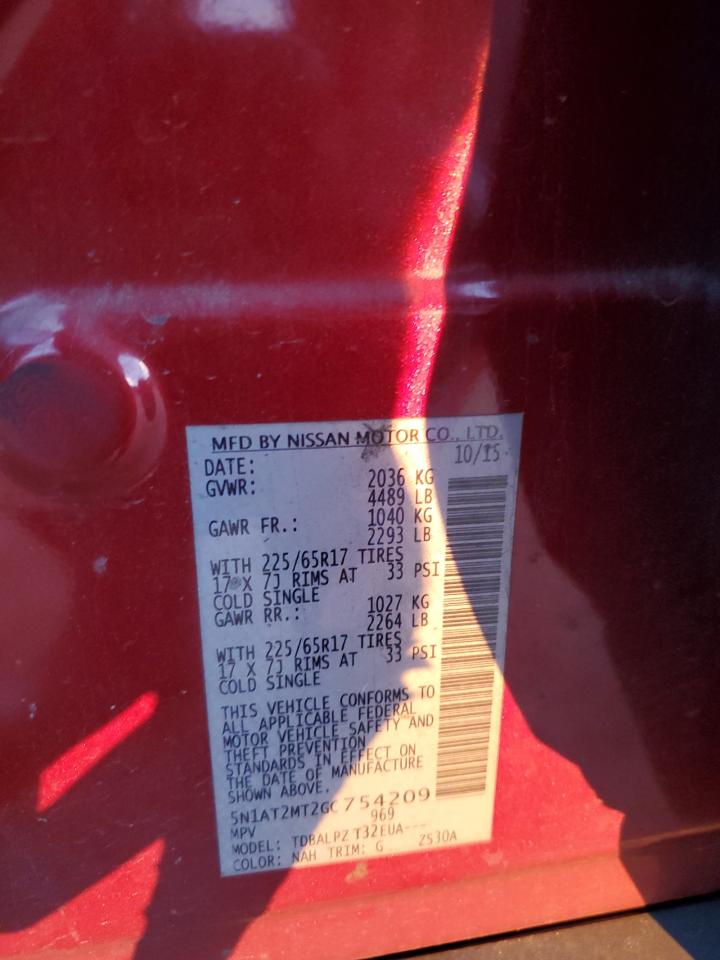 MFD BY NISSAN MOTOR CO., LTD.
DATE: 10/15
GVWR: 2036 KG
4489 LB
GAWR FR.: 1040 KG
2293 LB
WITH 225/65R17 TIRES
17 X 7J RIMS AT 33 PSI
COLD SINGLE
GAWR RR.: 1027 KG
2264 LB
WITH 225/65R17 TIRES
17 X 7J RIMS AT 33 PSI
COLD SINGLE
THIS VEHICLE CONFORMS TO
ALL APPLICABLE FEDERAL
MOTOR VEHICLE SAFETY AND
THEFT PREVENTION
STANDARDS IN EFFECT ON
THE DATE OF MANUFACTURE
SHOWN ABOVE.
5N1AT2MT2GC754209
MPV 969
MODEL: TDBALPZ T32EUA---
COLOR: NAH TRIM: G ZS30A